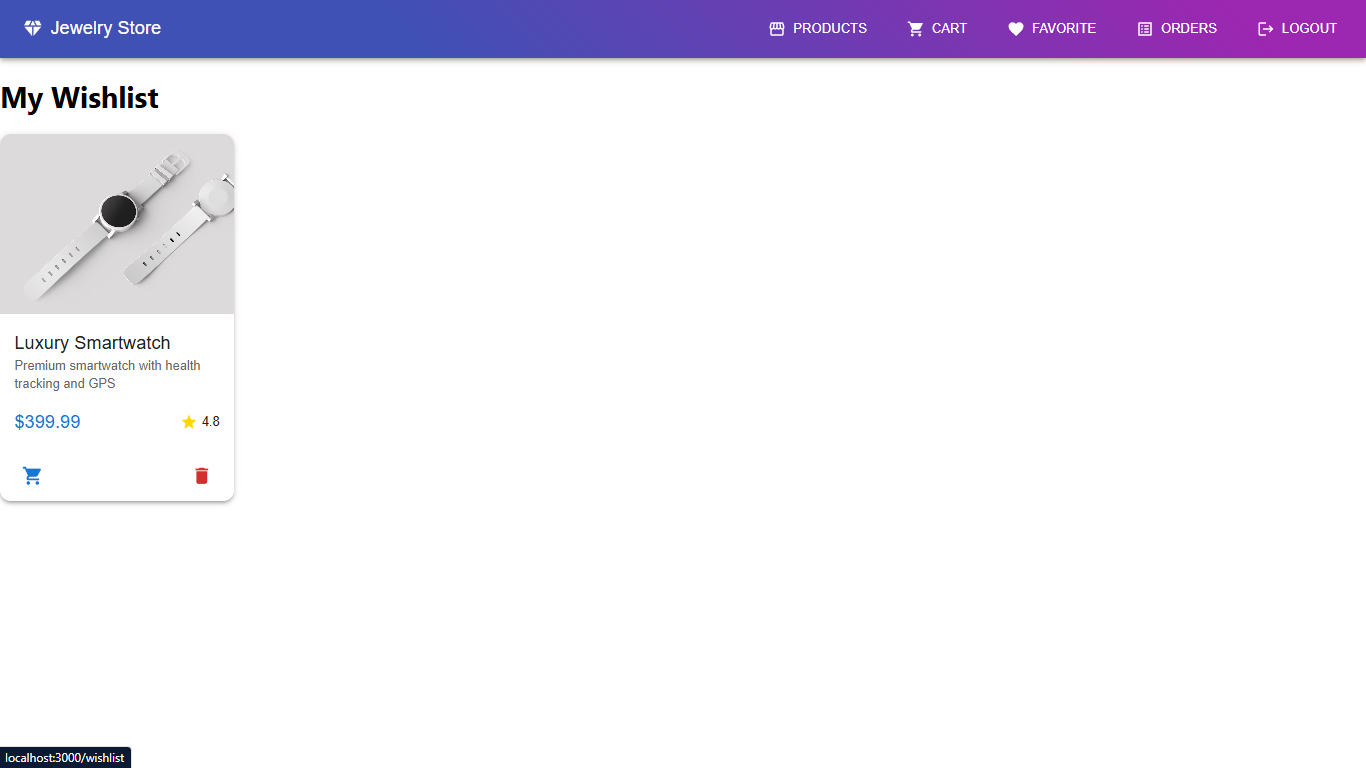 Jewelry Store
PRODUCTS
CART
FAVORITE
ORDERS
LOGOUT
My Wishlist
Luxury Smartwatch
Premium smartwatch with health
tracking and GPS
$399.99
4.8
localhost:3000/wishlist